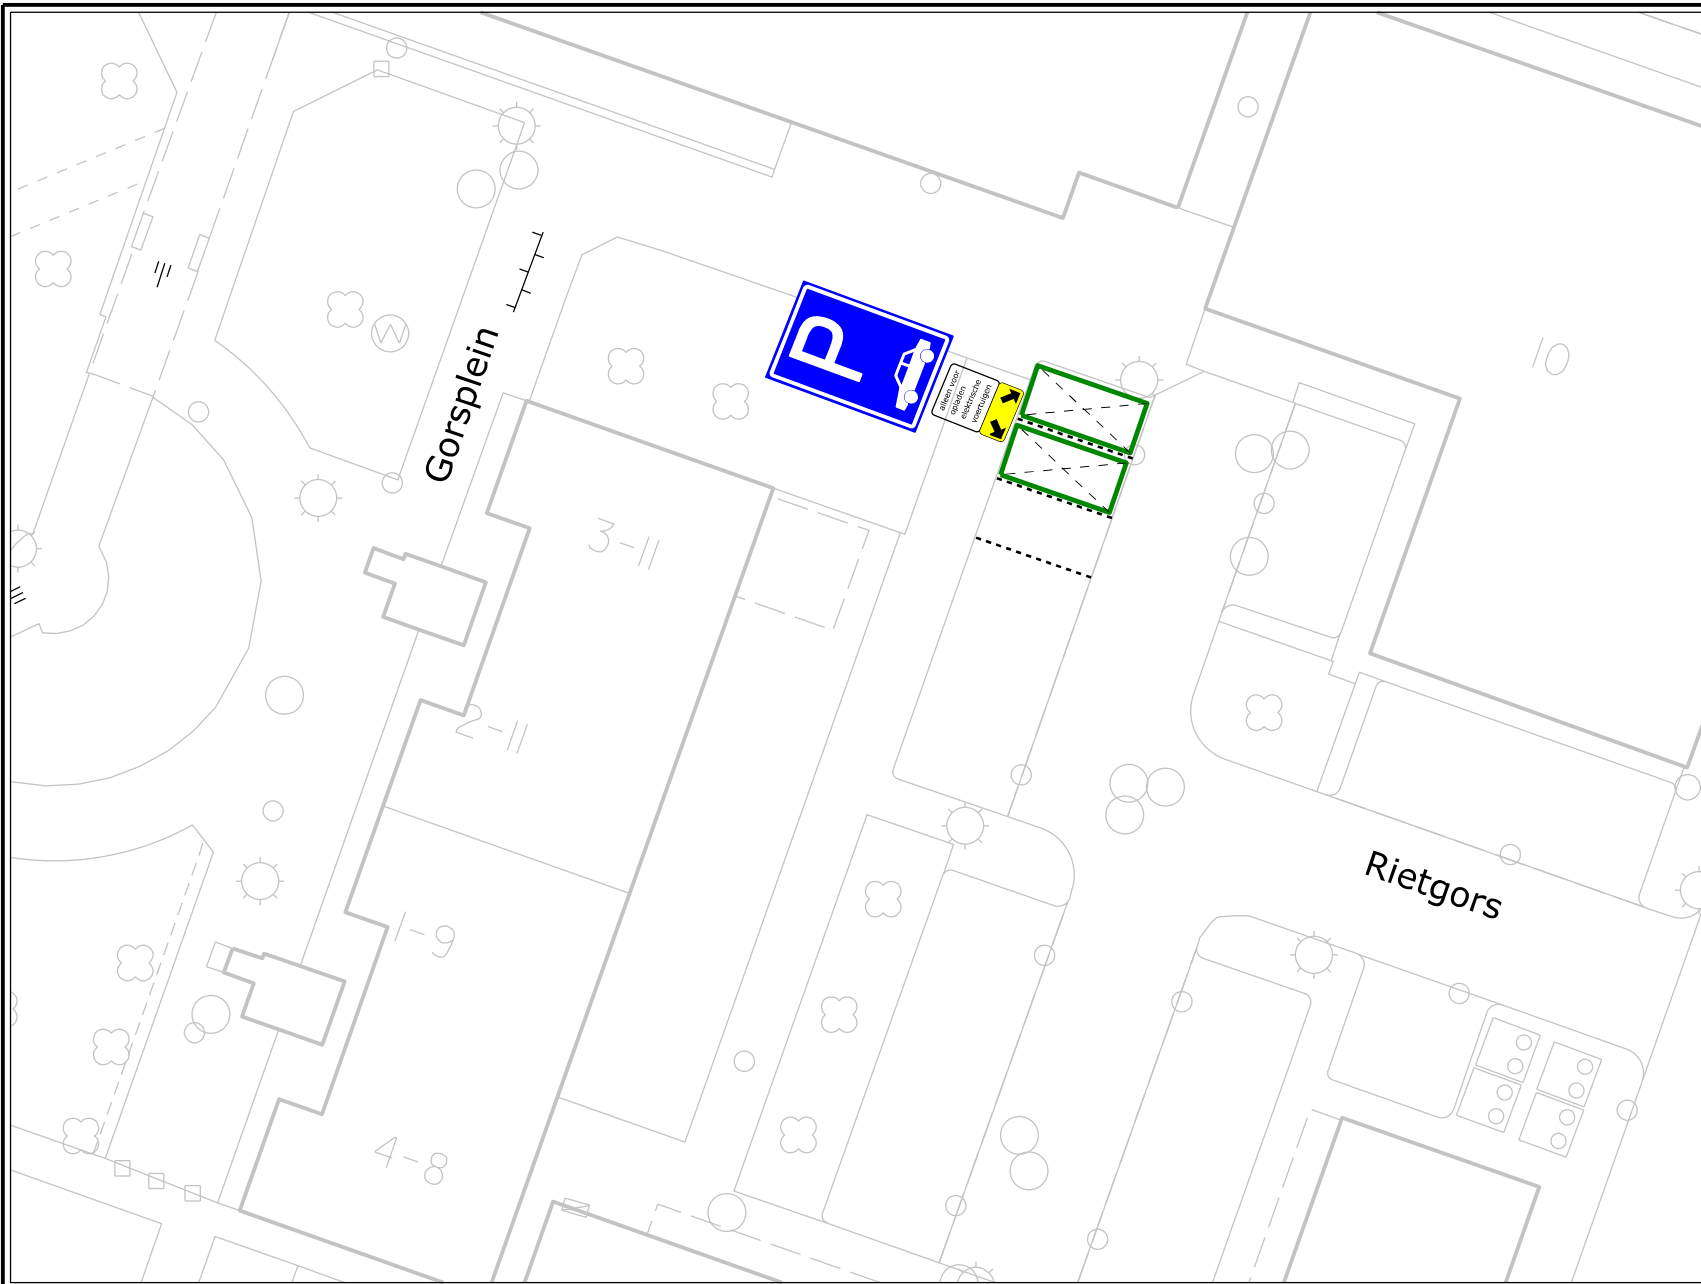 Gorsplein
P
alleen voor
opladen
elektrische
voertuigen
W
10
3-11
2-11
1-9
4-8
Rietgors